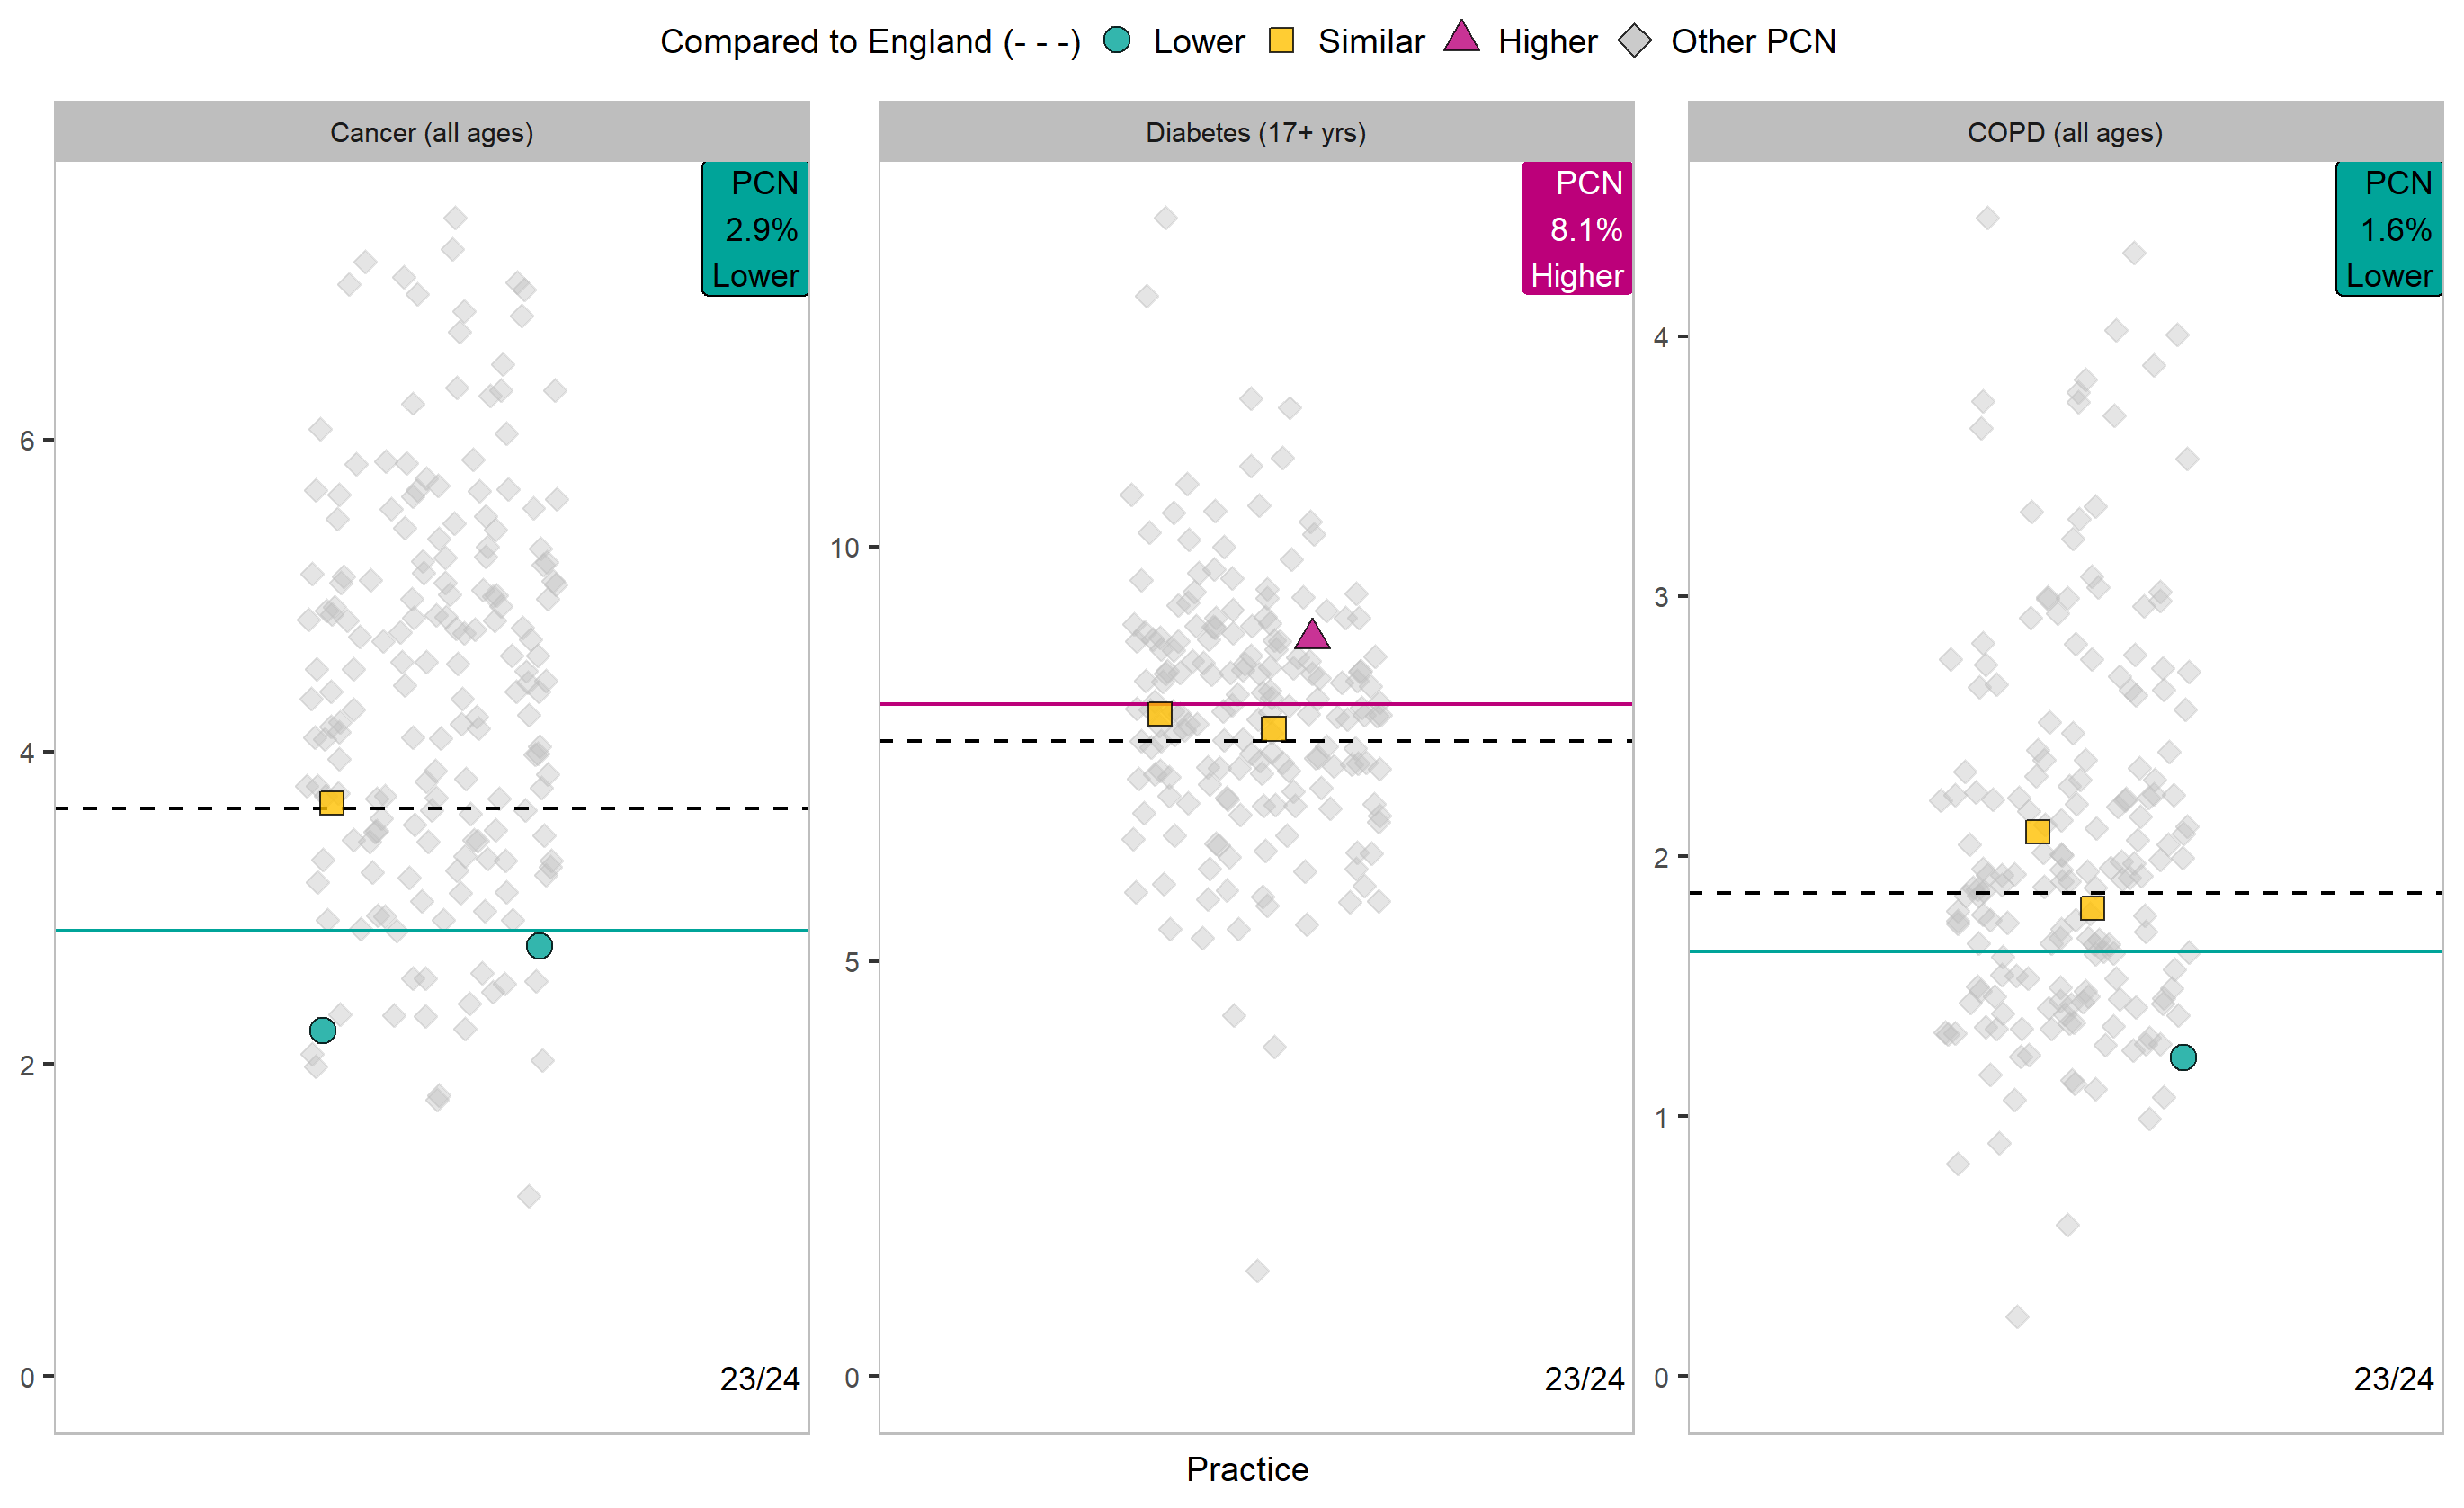 Compared to England (- - -) Lower Similar Higher Other PCN
Cancer (all ages)
PCN
2.9%
Lower
6
4
2
0
23/24
Diabetes (17+ yrs)
PCN
8.1%
Higher
10
5
0
23/24
COPD (all ages)
PCN
1.6%
Lower
4
3
2
1
0
23/24
Practice